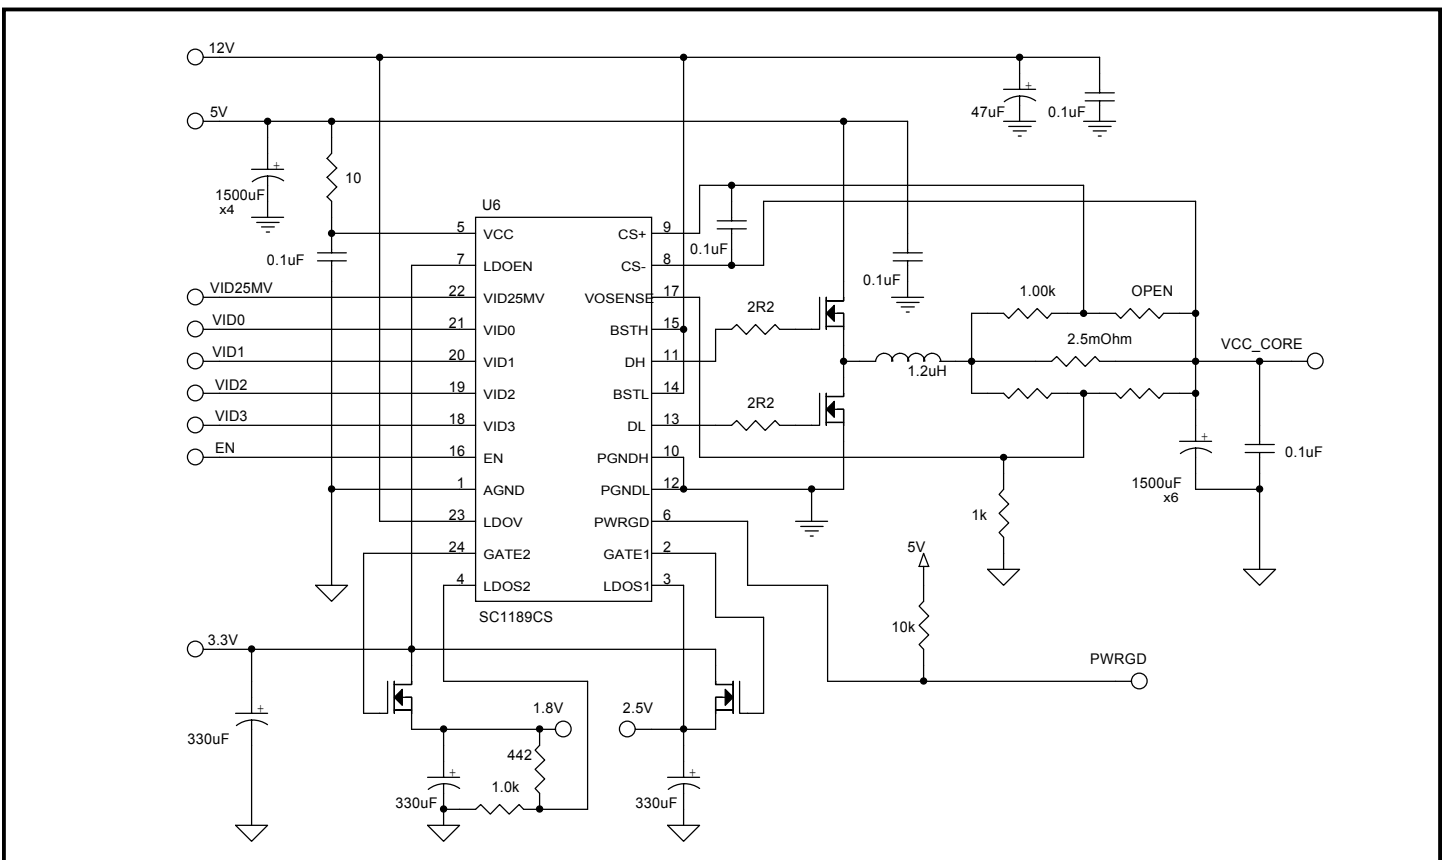 12V
47uF
+
0.1uF
5V
+
1500uF
x4
10
0.1uF
U6
5 VCC CS+ 9
7 LDOEN CS- 8
VID25MV 22 VID25MV VOSENSE 17
VID0 21 VID0 BSTH 15
VID1 20 VID1 DH 11
VID2 19 VID2 BSTL 14
VID3 18 VID3 DL 13
EN 16 EN PGNDH 10
1 AGND PGNDL 12
23 LDOV PWRGD 6
24 GATE2 GATE1 2
4 LDOS2 LDOS1 3
SC1189CS
0.1uF
0.1uF
2R2
2R2
1.2uH
1.00k
OPEN
2.5mOhm
VCC_CORE
+
1500uF
x6
0.1uF
1k
5V
10k
PWRGD
3.3V
+
330uF
1.8V
442
1.0k
+
330uF
2.5V
+
330uF